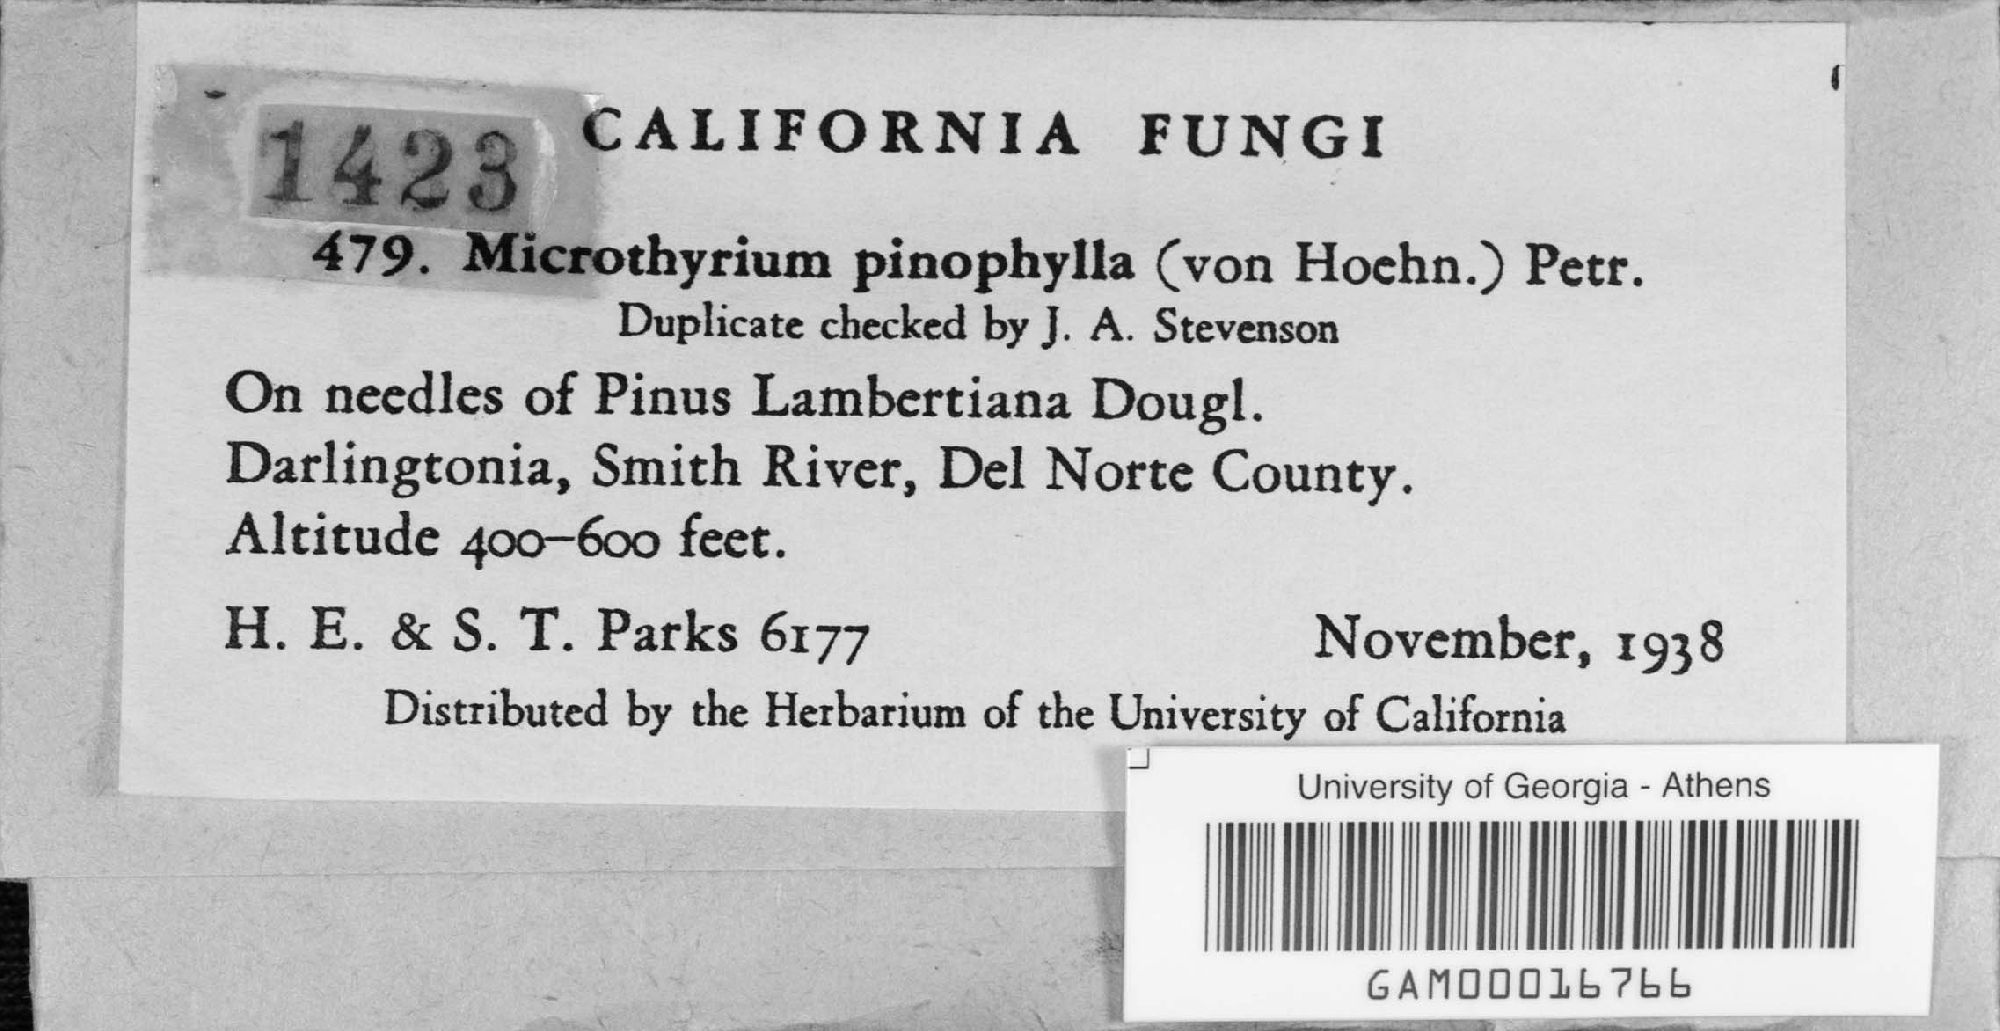 1423
CALIFORNIA FUNGI
479. Microthyrium pinophylla (von Hoehn.) Petr.
Duplicate checked by J. A. Stevenson
On needles of Pinus Lambertiana Dougl.
Darlingtonia, Smith River, Del Norte County.
Altitude 400–600 feet.
H. E. & S. T. Parks 6177 November, 1938
Distributed by the Herbarium of the University of California
University of Georgia - Athens
GAM00016766